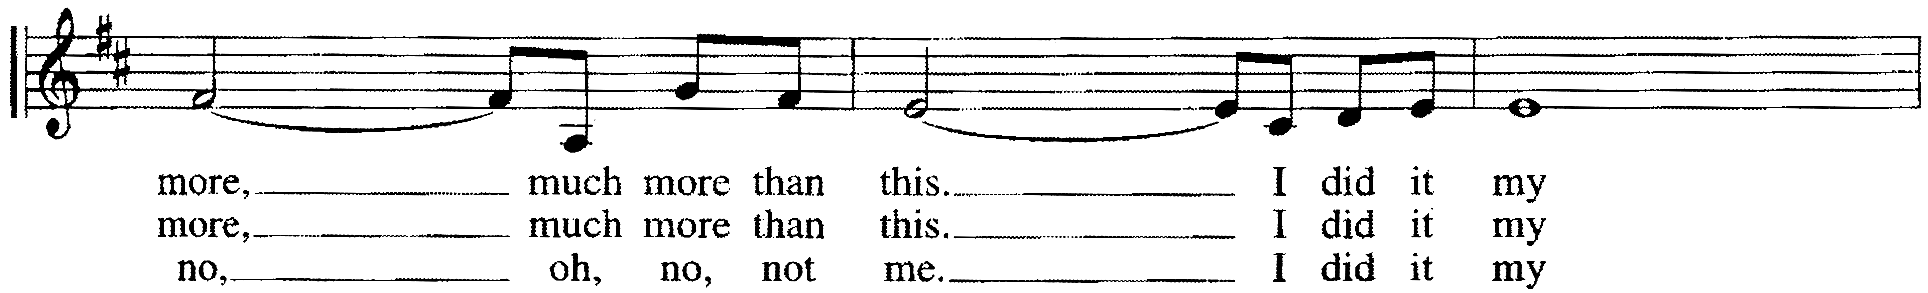 more, much more than this. I did it my
more, much more than this. I did it my
no, oh, no, not me. I did it my